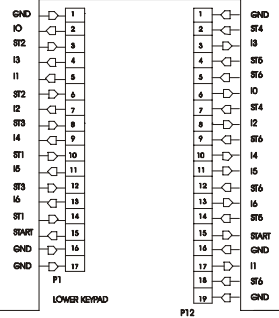 GND 1 1 GND
I0 2 2 ST4
ST2 3 3 I3
I3 4 4 ST5
I1 5 5 ST6
ST2 6 6 I0
I2 7 7 ST4
ST3 8 8 I2
I4 9 9 ST6
ST1 10 10 I4
I5 11 11 I5
ST3 12 12 ST6
I6 13 13 I6
ST1 14 14 ST5
START 15 15 START
GND 16 16 GND
GND 17 17 I1
P1 18 ST6
LOWER KEYPAD 19 GND
P12